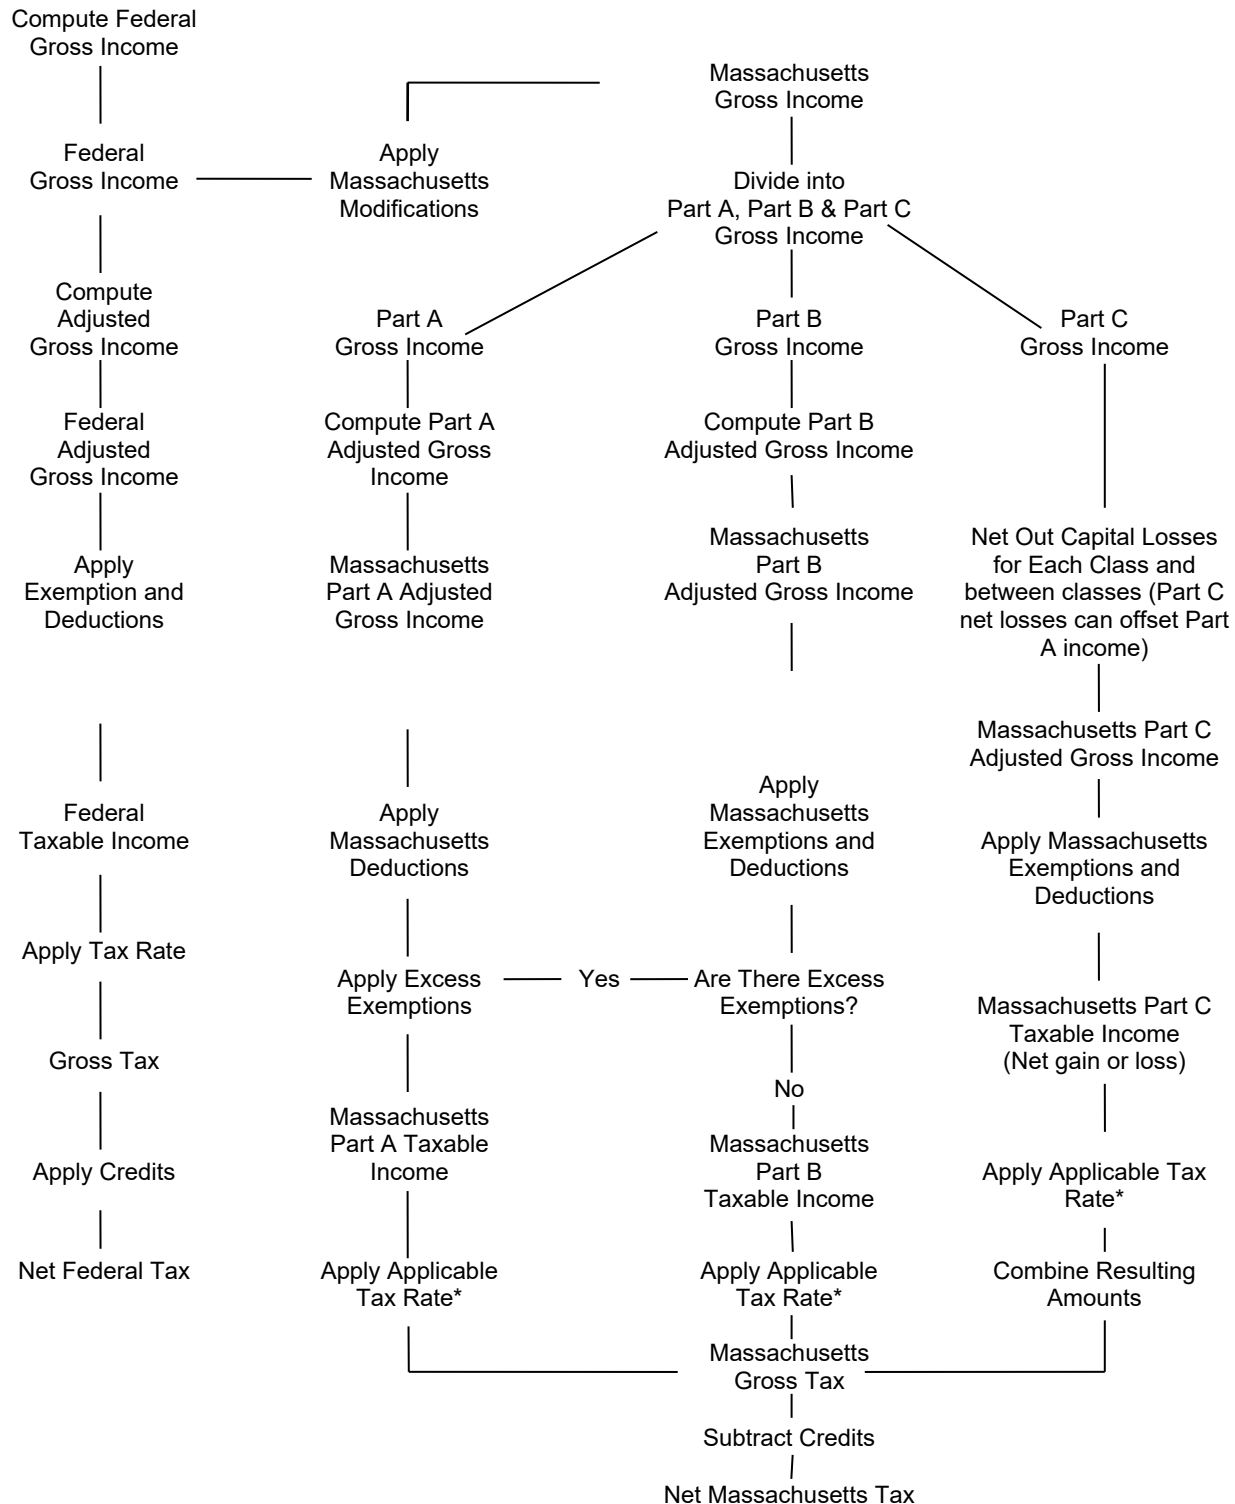 Compute Federal
Gross Income
Massachusetts
Gross Income
Federal
Gross Income
Apply
Massachusetts
Modifications
Divide into
Part A, Part B & Part C
Gross Income
Compute
Adjusted
Gross Income
Part A
Gross Income
Part B
Gross Income
Part C
Gross Income
Federal
Adjusted
Gross Income
Compute Part A
Adjusted Gross
Income
Compute Part B
Adjusted Gross Income
Apply
Exemption and
Deductions
Massachusetts
Part A Adjusted
Gross Income
Massachusetts
Part B
Adjusted Gross Income
Net Out Capital Losses
for Each Class and
between classes (Part C
net losses can offset Part
A income)
Massachusetts Part C
Adjusted Gross Income
Federal
Taxable Income
Apply
Massachusetts
Deductions
Apply
Massachusetts
Exemptions and
Deductions
Apply Massachusetts
Exemptions and
Deductions
Apply Tax Rate
Apply Excess
Exemptions
Yes
Are There Excess
Exemptions?
Massachusetts Part C
Taxable Income
(Net gain or loss)
Gross Tax
No
Massachusetts
Part A Taxable
Income
Massachusetts
Part B
Taxable Income
Apply Credits
Apply Applicable Tax
Rate*
Net Federal Tax
Apply Applicable
Tax Rate*
Apply Applicable
Tax Rate*
Combine Resulting
Amounts
Massachusetts
Gross Tax
Subtract Credits
Net Massachusetts Tax